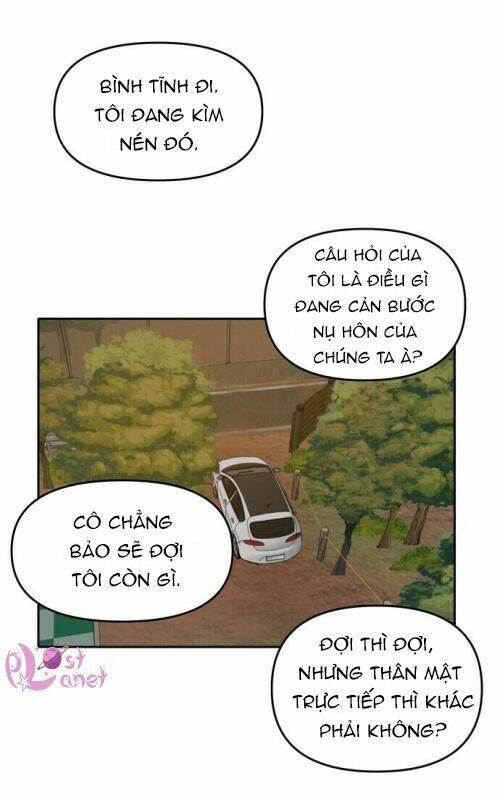 BÌNH TĨNH ĐI.
TÔI ĐANG KÌM
NÉN ĐÓ.
CÂU HỎI CỦA
TÔI LÀ ĐIỀU GÌ
ĐANG CẢN BƯỚC
NỤ HÔN CỦA
CHÚNG TA À?
CÔ CHẲNG
BẢO SẼ ĐỢI
TÔI CÒN GÌ.
ĐỢI THÌ ĐỢI,
NHƯNG THÂN MẬT
TRỰC TIẾP THÌ KHÁC
PHẢI KHÔNG?
Lost
Planet